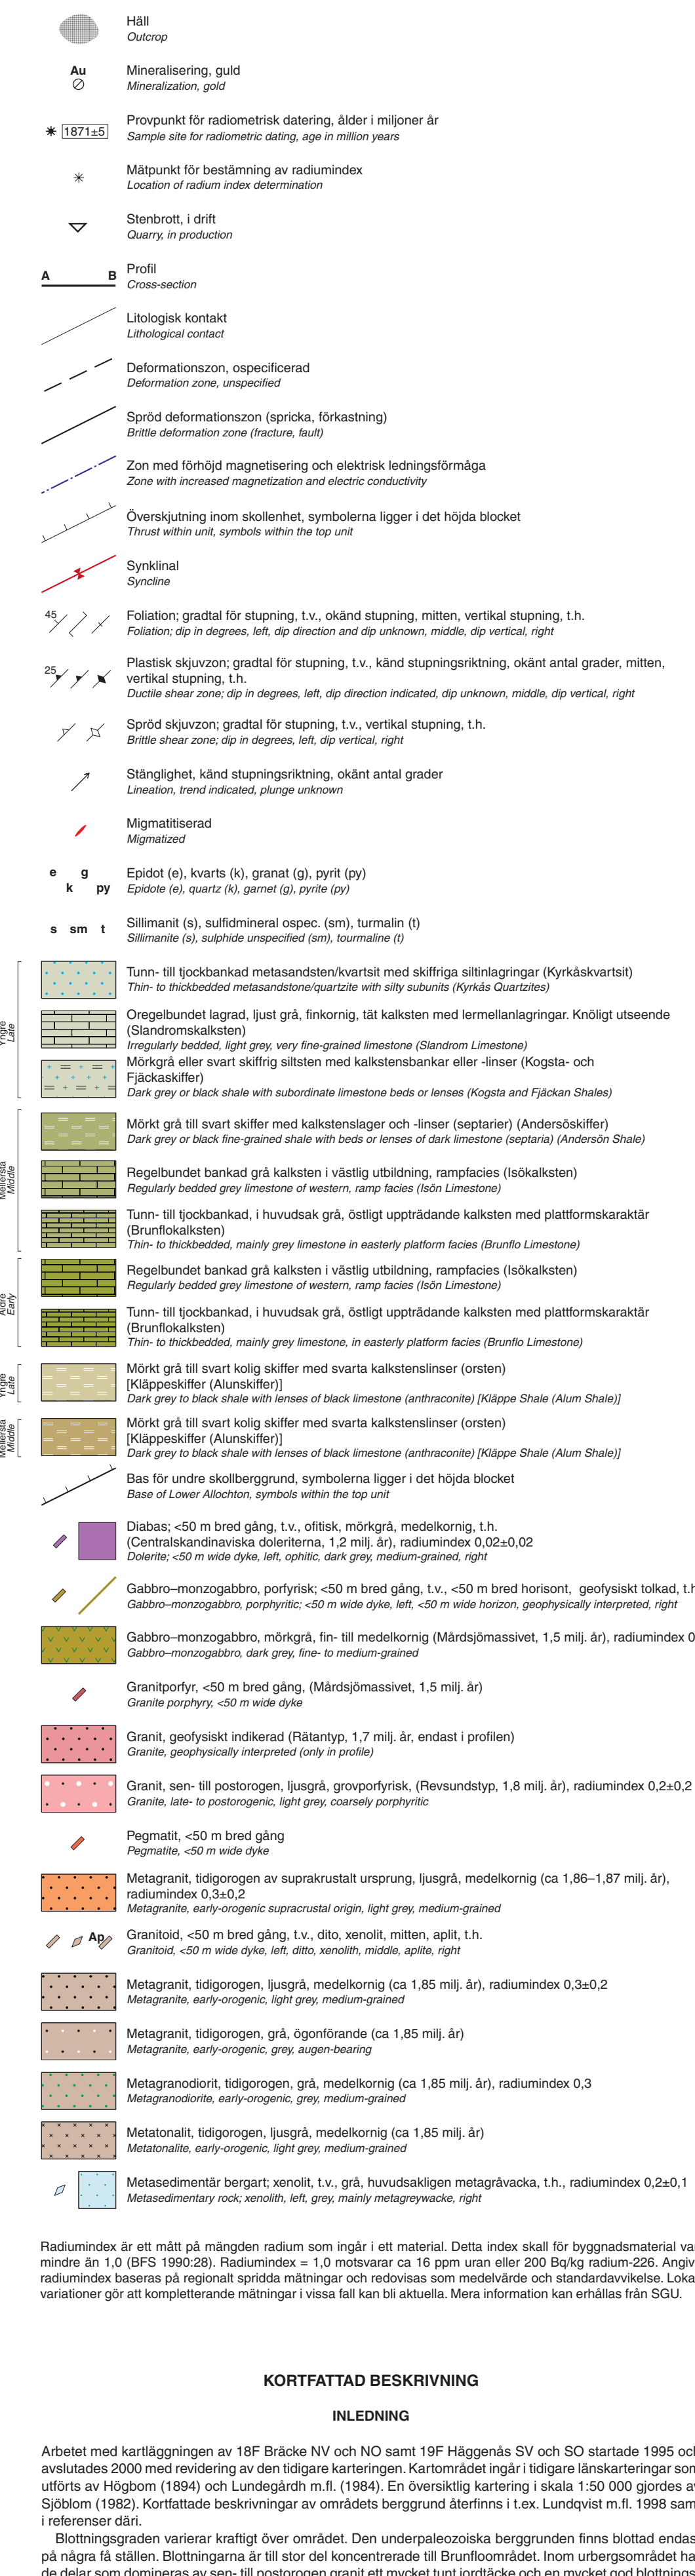 Häll
Outcrop
Au
Mineralisering, guld
Mineralization, gold
1871±5
Provpunkt för radiometrisk datering, ålder i miljoner år
Sample site for radiometric dating, age in million years
Mätpunkt för bestämning av radiumindex
Location of radium index determination
Stenbrott, i drift
Quarry, in production
A B
Profil
Cross-section
Litologisk kontakt
Lithological contact
Deformationszon, ospecificerad
Deformation zone, unspecified
Spröd deformationszon (spricka, förkastning)
Brittle deformation zone (fracture, fault)
Zon med förhöjd magnetisering och elektrisk ledningsförmåga
Zone with increased magnetization and electric conductivity
Överskjutning inom skollenhet, symbolerna ligger i det höjda blocket
Thrust within unit, symbols within the top unit
Synklinal
Syncline
45
Foliation; gradtal för stupning, t.v., okänd stupning, mitten, vertikal stupning, t.h.
Foliation; dip in degrees, left, dip direction and dip unknown, middle, dip vertical, right
25
Plastisk skjuvzon; gradtal för stupning, t.v., känd stupningsriktning, okänt antal grader, mitten,
vertikal stupning, t.h.
Ductile shear zone; dip in degrees, left, dip direction indicated, dip unknown, middle, dip vertical, right
Spröd skjuvzon; gradtal för stupning, t.v., vertikal stupning, t.h.
Brittle shear zone; dip in degrees, left, dip vertical, right
Stänglighet, känd stupningsriktning, okänt antal grader
Lineation, trend indicated, plunge unknown
Migmatitiserad
Migmatized
e g
k py
Epidot (e), kvarts (k), granat (g), pyrit (py)
Epidote (e), quartz (k), garnet (g), pyrite (py)
s sm t
Sillimanit (s), sulfidmineral ospec. (sm), turmalin (t)
Sillimanite (s), sulphide unspecified (sm), tourmaline (t)
Yngre
Late
Tunn- till tjockbankad metasandsten/kvartsit med skiffriga siltinlagringar (Kyrkåskvartsit)
Thin- to thickbedded metasandstone/quartzite with silty subunits (Kyrkås Quartzites)
Oregelbundet lagrad, ljust grå, finkornig, tät kalksten med lermellanlagringar. Knöligt utseende
(Slandromskalksten)
Irregularly bedded, light grey, very fine-grained limestone (Slandrom Limestone)
Mörkgrå eller svart skiffrig siltsten med kalkstensbankar eller -linser (Kogsta- och
Fjäckaskiffer)
Dark grey or black shale with subordinate limestone beds or lenses (Kogsta and Fjäckan Shales)
Mellersta
Middle
Mörkt grå till svart skiffer med kalkstenslager och -linser (septarier) (Andersöskiffer)
Dark grey or black fine-grained shale with beds or lenses of dark limestone (septaria) (Andersön Shale)
Regelbundet bankad grå kalksten i västlig utbildning, rampfacies (Isökalksten)
Regularly bedded grey limestone of western, ramp facies (Isön Limestone)
Tunn- till tjockbankad, i huvudsak grå, östligt uppträdande kalksten med plattformskaraktär
(Brunflokalksten)
Thin- to thickbedded, mainly grey limestone in easterly platform facies (Brunflo Limestone)
Äldre
Early
Regelbundet bankad grå kalksten i västlig utbildning, rampfacies (Isökalksten)
Regularly bedded grey limestone of western, ramp facies (Isön Limestone)
Tunn- till tjockbankad, i huvudsak grå, östligt uppträdande kalksten med plattformskaraktär
(Brunflokalksten)
Thin- to thickbedded, mainly grey limestone, in easterly platform facies (Brunflo Limestone)
Yngre
Late
Mörkt grå till svart kolig skiffer med svarta kalkstenslinser (orsten)
[Kläppeskiffer (Alunskiffer)]
Dark grey to black shale with lenses of black limestone (anthraconite) [Kläppe Shale (Alum Shale)]
Mellersta
Middle
Mörkt grå till svart kolig skiffer med svarta kalkstenslinser (orsten)
[Kläppeskiffer (Alunskiffer)]
Dark grey to black shale with lenses of black limestone (anthraconite) [Kläppe Shale (Alum Shale)]
Bas för undre skollberggrund, symbolerna ligger i det höjda blocket
Base of Lower Allochton, symbols within the top unit
Diabas; <50 m bred gång, t.v., ofitisk, mörkgrå, medelkornig, t.h.
(Centralskandinaviska doleriterna, 1,2 milj. år), radiumindex 0,02±0,02
Dolerite; <50 m wide dyke, left, ophitic, dark grey, medium-grained, right
Gabbro–monzogabbro, porfyrisk; <50 m bred gång, t.v., <50 m bred horisont, geofysiskt tolkad, t.h
Gabbro–monzogabbro, porphyritic; <50 m wide dyke, left, <50 m wide horizon, geophysically interpreted, right
Gabbro–monzogabbro, mörkgrå, fin- till medelkornig (Mårdsjömassivet, 1,5 milj. år), radiumindex 0
Gabbro–monzogabbro, dark grey, fine- to medium-grained
Granitporfyr, <50 m bred gång, (Mårdsjömassivet, 1,5 milj. år)
Granite porphyry, <50 m wide dyke
Granit, geofysiskt indikerad (Rätantyp, 1,7 milj. år, endast i profilen)
Granite, geophysically interpreted (only in profile)
Granit, sen- till postorogen, ljusgrå, grovporfyrisk, (Revsundstyp, 1,8 milj. år), radiumindex 0,2±0,2
Granite, late- to postorogenic, light grey, coarsely porphyritic
Pegmatit, <50 m bred gång
Pegmatite, <50 m wide dyke
Metagranit, tidigorogen av suprakrustalt ursprung, ljusgrå, medelkornig (ca 1,86–1,87 milj. år),
radiumindex 0,3±0,2
Metagranite, early-orogenic supracrustal origin, light grey, medium-grained
Ap
Granitoid, <50 m bred gång, t.v., dito, xenolit, mitten, aplit, t.h.
Granitoid, <50 m wide dyke, left, ditto, xenolith, middle, aplite, right
Metagranit, tidigorogen, ljusgrå, medelkornig (ca 1,85 milj. år), radiumindex 0,3±0,2
Metagranite, early-orogenic, light grey, medium-grained
Metagranit, tidigorogen, grå, ögonförande (ca 1,85 milj. år)
Metagranite, early-orogenic, grey, augen-bearing
Metagranodiorit, tidigorogen, grå, medelkornig (ca 1,85 milj. år), radiumindex 0,3
Metagranodiorite, early-orogenic, grey, medium-grained
Metatonalit, tidigorogen, ljusgrå, medelkornig (ca 1,85 milj. år)
Metatonalite, early-orogenic, light grey, medium-grained
Metasedimentär bergart; xenolit, t.v., grå, huvudsakligen metagråvacka, t.h., radiumindex 0,2±0,1
Metasedimentary rock; xenolith, left, grey, mainly metagreywacke, right
Radiumindex är ett mått på mängden radium som ingår i ett material. Detta index skall för byggnadsmaterial va
mindre än 1,0 (BFS 1990:28). Radiumindex = 1,0 motsvarar ca 16 ppm uran eller 200 Bq/kg radium-226. Angiv
radiumindex baseras på regionalt spridda mätningar och redovisas som medelvärde och standardavvikelse. Loka
variationer gör att kompletterande mätningar i vissa fall kan bli aktuella. Mera information kan erhållas från SGU.
KORTFATTAD BESKRIVNING
INLEDNING
Arbetet med kartläggningen av 18F Bräcke NV och NO samt 19F Häggenås SV och SO startade 1995 och
avslutades 2000 med revidering av den tidigare karteringen. Kartområdet ingår i tidigare länskarteringar som
utförts av Högbom (1894) och Lundegårdh m.fl. (1984). En översiktlig kartering i skala 1:50 000 gjordes av
Sjöblom (1982). Kortfattade beskrivningar av områdets berggrund återfinns i t.ex. Lundqvist m.fl. 1998 sam
i referenser däri.
Blottningsgraden varierar kraftigt över området. Den underpaleozoiska berggrunden finns blottad endas
på några få ställen. Blottningarna är till stor del koncentrerade till Brunfloområdet. Inom urbergsområdet ha
de delar som domineras av sen- till postorogen granit ett mycket tunt jordtäcke och en mycket god blottnings